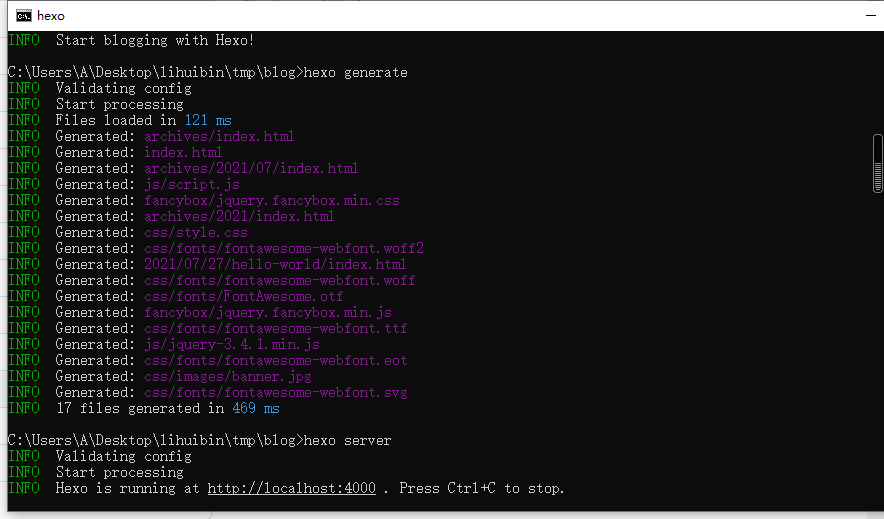 hexo
INFO  Start blogging with Hexo!
C:\Users\A\Desktop\lihuibin\tmp\blog>hexo generate
INFO  Validating config
INFO  Start processing
INFO  Files loaded in 121 ms
INFO  Generated: archives/index.html
INFO  Generated: index.html
INFO  Generated: archives/2021/07/index.html
INFO  Generated: js/script.js
INFO  Generated: fancybox/jquery.fancybox.min.css
INFO  Generated: archives/2021/index.html
INFO  Generated: css/style.css
INFO  Generated: css/fonts/fontawesome-webfont.woff2
INFO  Generated: 2021/07/27/hello-world/index.html
INFO  Generated: css/fonts/fontawesome-webfont.woff
INFO  Generated: css/fonts/FontAwesome.otf
INFO  Generated: fancybox/jquery.fancybox.min.js
INFO  Generated: css/fonts/fontawesome-webfont.ttf
INFO  Generated: js/jquery-3.4.1.min.js
INFO  Generated: css/fonts/fontawesome-webfont.eot
INFO  Generated: css/images/banner.jpg
INFO  Generated: css/fonts/fontawesome-webfont.svg
INFO  17 files generated in 469 ms
C:\Users\A\Desktop\lihuibin\tmp\blog>hexo server
INFO  Validating config
INFO  Start processing
INFO  Hexo is running at http://localhost:4000 . Press Ctrl+C to stop.